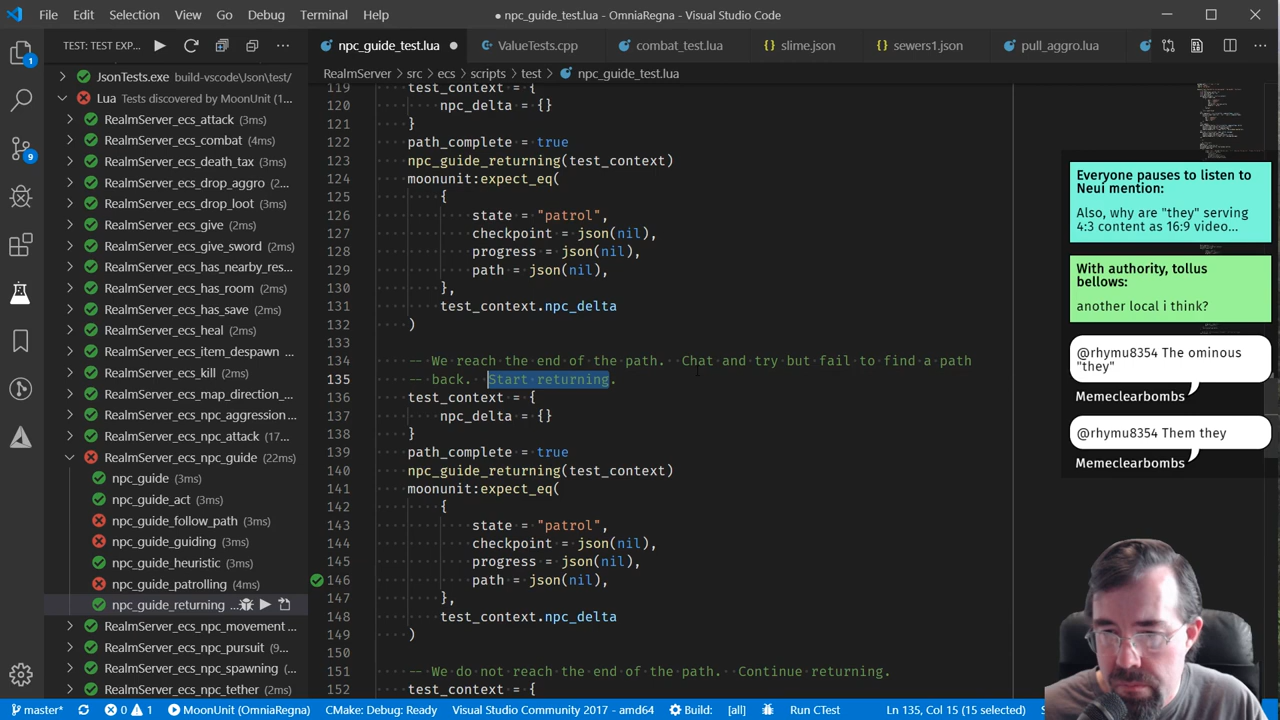 File Edit Selection View Go Debug Terminal Help
● npc_guide_test.lua - OmniaRegna - Visual Studio Code
TEST: TEST EXP...
npc_guide_test.lua
ValueTests.cpp
combat_test.lua
slime.json
sewers1.json
pull_aggro.lua
RealmServer > src > ecs > scripts > test > npc_guide_test.lua
1
9
JsonTests.exe build-vscode/Json/test/
Lua Tests discovered by MoonUnit (1...
RealmServer_ecs_attack (3ms)
RealmServer_ecs_combat (4ms)
RealmServer_ecs_death_tax (3ms)
RealmServer_ecs_drop_aggro (2ms)
RealmServer_ecs_drop_loot (3ms)
RealmServer_ecs_give (2ms)
RealmServer_ecs_give_sword (2ms)
RealmServer_ecs_has_nearby_res...
RealmServer_ecs_has_room (2ms)
RealmServer_ecs_has_save (2ms)
RealmServer_ecs_heal (2ms)
RealmServer_ecs_item_despawn ...
RealmServer_ecs_kill (2ms)
RealmServer_ecs_map_direction_...
RealmServer_ecs_npc_aggression ...
RealmServer_ecs_npc_attack (17...
RealmServer_ecs_npc_guide (22ms)
npc_guide (3ms)
npc_guide_act (3ms)
npc_guide_follow_path (3ms)
npc_guide_guiding (3ms)
npc_guide_heuristic (3ms)
npc_guide_patrolling (4ms)
npc_guide_returning ...
RealmServer_ecs_npc_movement ...
RealmServer_ecs_npc_pursuit (9...
RealmServer_ecs_npc_spawning (...
RealmServer_ecs_npc_tether (2ms)
119 test_context = {
120 npc_delta = {}
121 }
122 path_complete = true
123 npc_guide_returning(test_context)
124 moonunit:expect_eq(
125 {
126 state = "patrol",
127 checkpoint = json(nil),
128 progress = json(nil),
129 path = json(nil),
130 },
131 test_context.npc_delta
132 )
133
134 -- We reach the end of the path.  Chat and try but fail to find a path
135 -- back.  Start returning.
136 test_context = {
137 npc_delta = {}
138 }
139 path_complete = true
140 npc_guide_returning(test_context)
141 moonunit:expect_eq(
142 {
143 state = "patrol",
144 checkpoint = json(nil),
145 progress = json(nil),
146 path = json(nil),
147 },
148 test_context.npc_delta
149 )
150
151 -- We do not reach the end of the path.  Continue returning.
152 test_context = {
Everyone pauses to listen to
Neui mention:
Also, why are "they" serving
4:3 content as 16:9 video...
With authority, tollus
bellows:
another local i think?
@rhymu8354 The ominous
"they"
Memeclearbombs
@rhymu8354 Them they
Memeclearbombs
master* 0 1 MoonUnit (OmniaRegna) CMake: Debug: Ready Visual Studio Community 2017 - amd64 Build: [all] Run CTest Ln 135, Col 15 (15 selected)